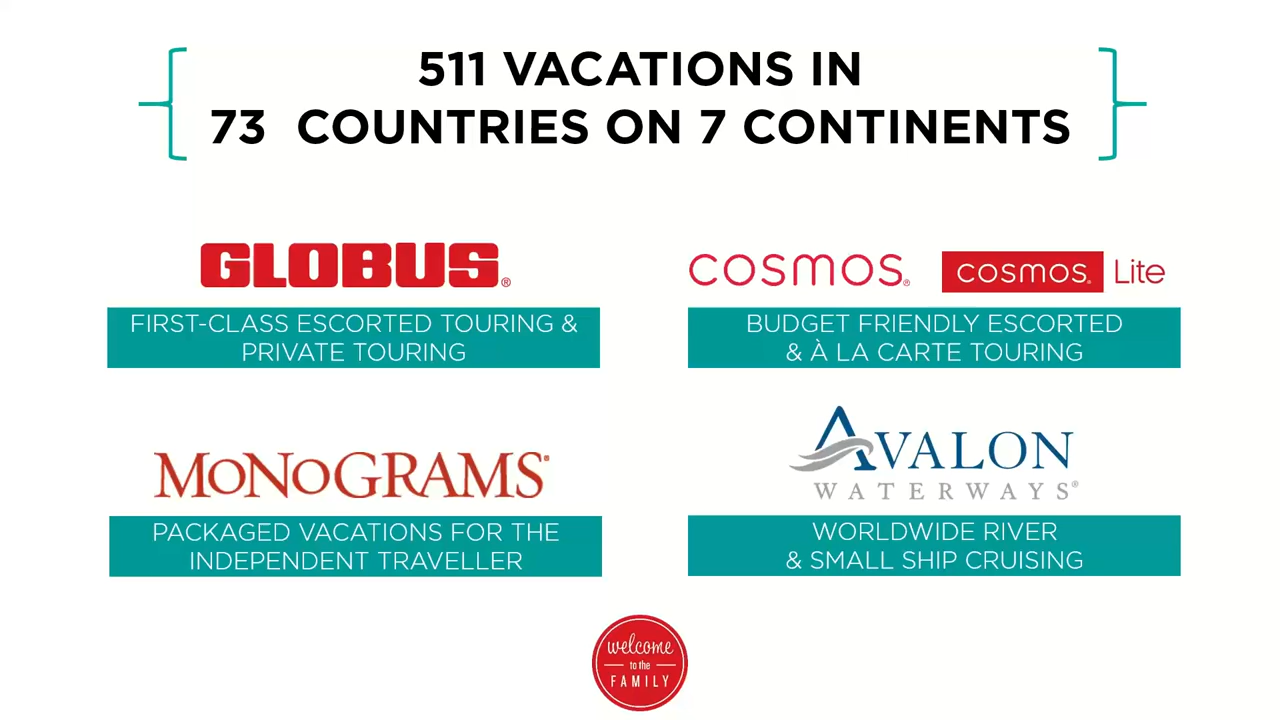 511 VACATIONS IN
73 COUNTRIES ON 7 CONTINENTS
GLOBUS®
FIRST-CLASS ESCORTED TOURING &
PRIVATE TOURING
COSMOS® COSMOS® Lite
BUDGET FRIENDLY ESCORTED
& À LA CARTE TOURING
MONOGRAMS®
PACKAGED VACATIONS FOR THE
INDEPENDENT TRAVELLER
AVALON
WATERWAYS®
WORLDWIDE RIVER
& SMALL SHIP CRUISING
welcome
to the
FAMILY